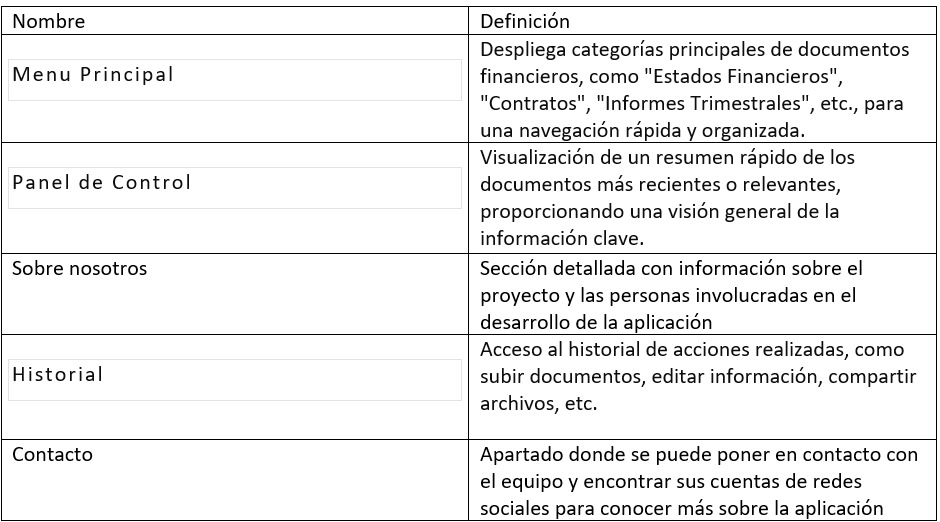 Nombre
Definición
Menu Principal
Despliega categorías principales de documentos
financieros, como "Estados Financieros",
"Contratos", "Informes Trimestrales", etc., para
una navegación rápida y organizada.
Panel de Control
Visualización de un resumen rápido de los
documentos más recientes o relevantes,
proporcionando una visión general de la
información clave.
Sobre nosotros
Sección detallada con información sobre el
proyecto y las personas involucradas en el
desarrollo de la aplicación
Historial
Acceso al historial de acciones realizadas, como
subir documentos, editar información, compartir
archivos, etc.
Contacto
Apartado donde se puede poner en contacto con
el equipo y encontrar sus cuentas de redes
sociales para conocer más sobre la aplicación